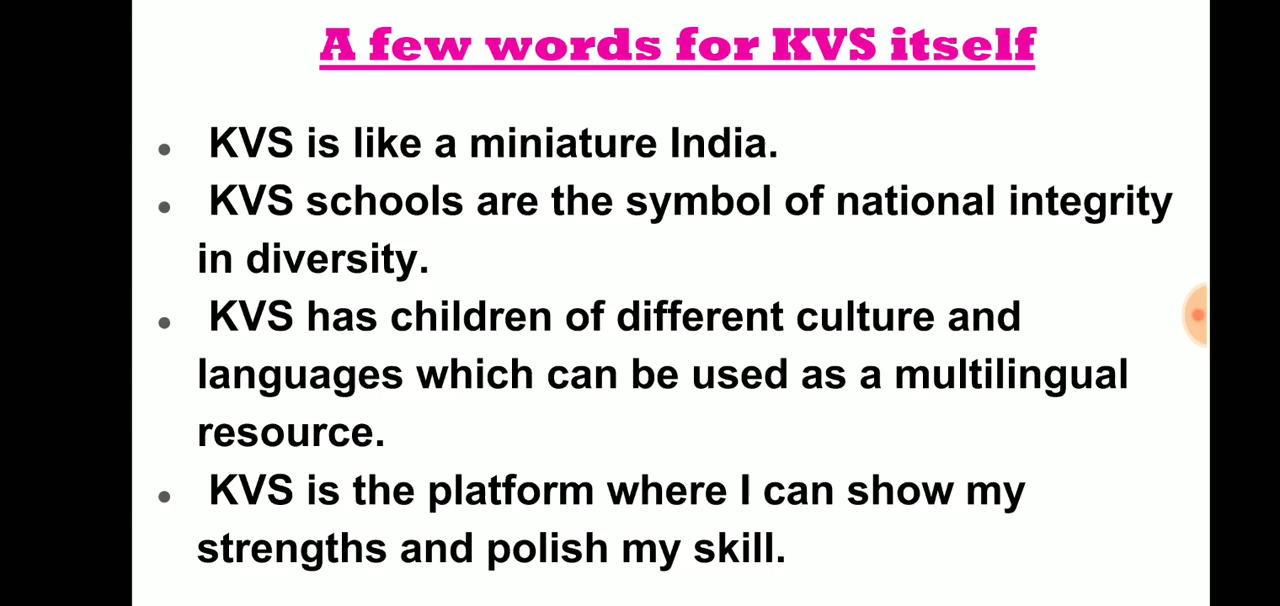 A few words for KVS itself
• KVS is like a miniature India.
• KVS schools are the symbol of national integrity
in diversity.
• KVS has children of different culture and
languages which can be used as a multilingual
resource.
• KVS is the platform where I can show my
strengths and polish my skill.